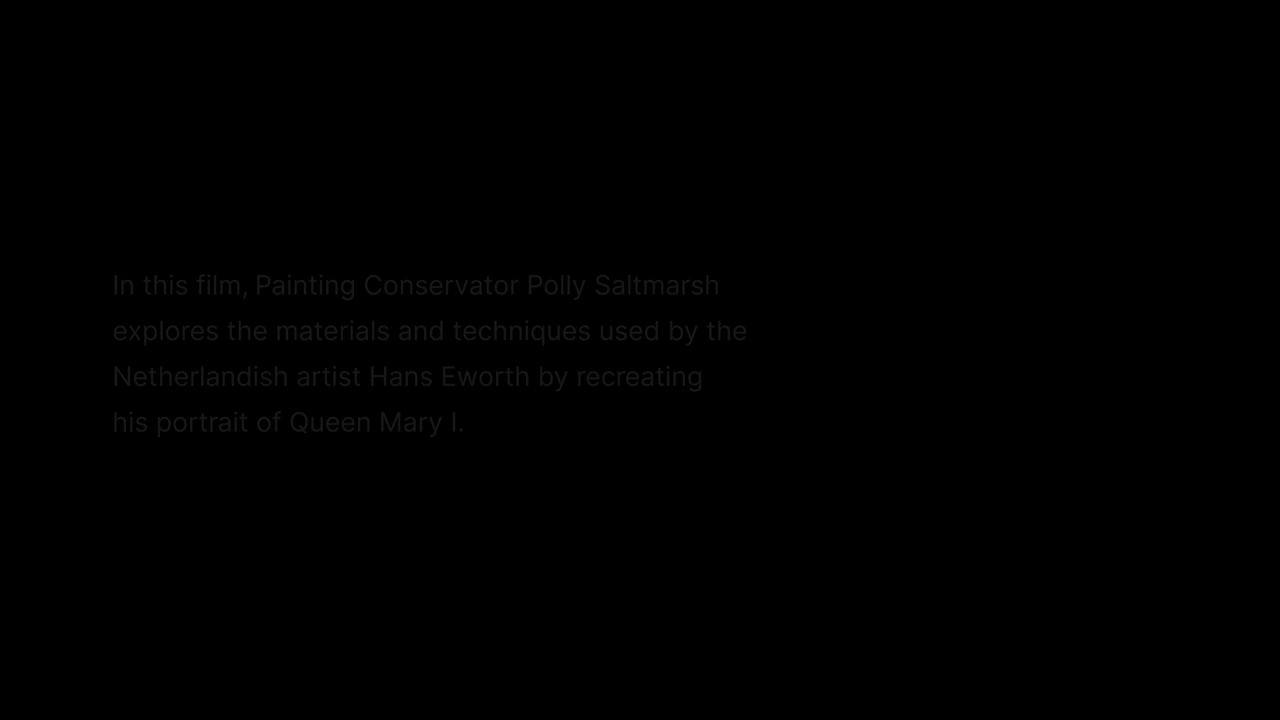 In this film, Painting Conservator Polly Saltmarsh
explores the materials and techniques used by the
Netherlandish artist Hans Eworth by recreating
his portrait of Queen Mary I.